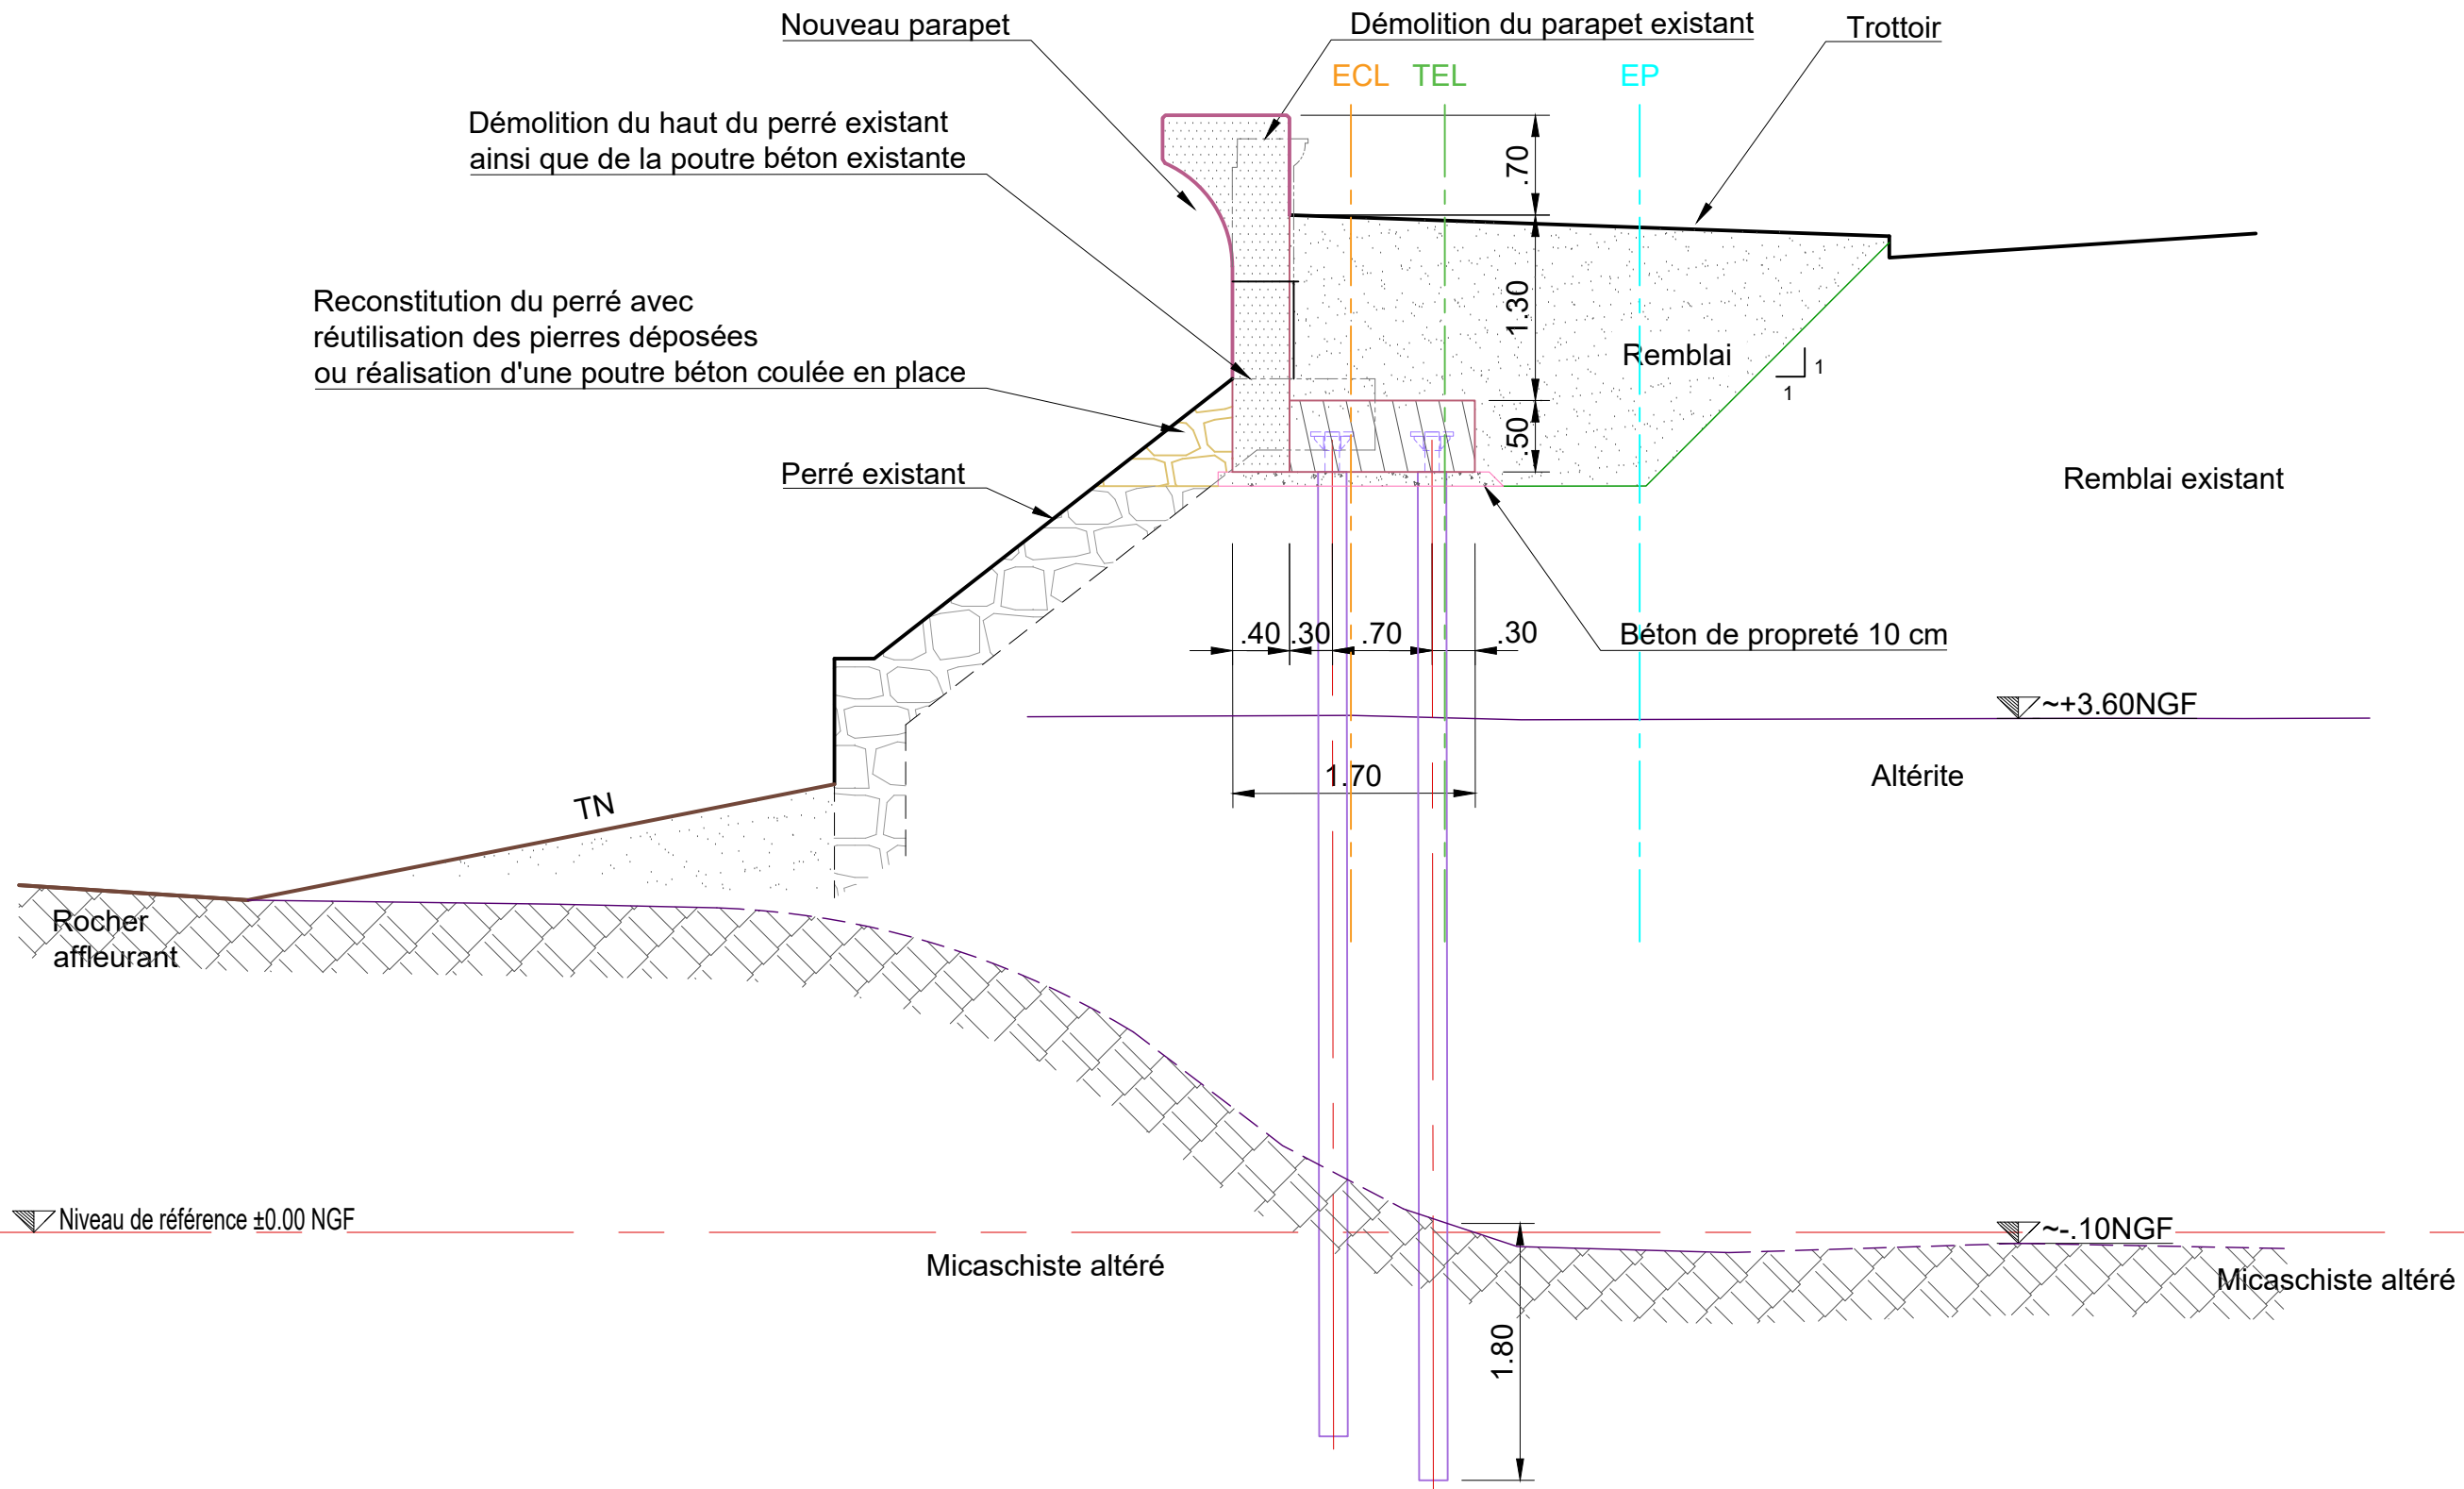 Nouveau parapet
Démolition du parapet existant
Trottoir
ECL
TEL
EP
Démolition du haut du perré existant
ainsi que de la poutre béton existante
.70
Reconstitution du perré avec
réutilisation des pierres déposées
ou réalisation d'une poutre béton coulée en place
1.30
Remblai
1
1
.50
Perré existant
Remblai existant
.40
.30
.70
.30
Béton de propreté 10 cm
~+3.60NGF
1.70
Altérite
TN
Rocher
affleurant
Niveau de référence ±0.00 NGF
~-.10NGF
Micaschiste altéré
Micaschiste altéré
1.80